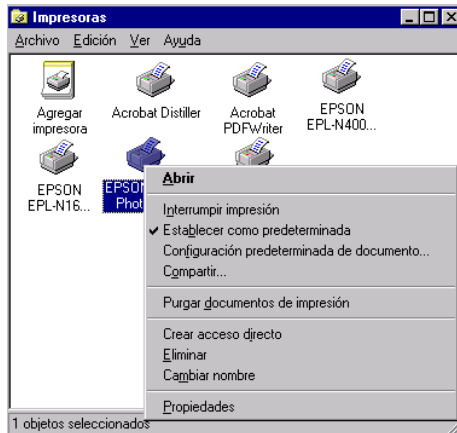 Impresoras
Archivo Edición Ver Ayuda
Agregar impresora
Acrobat Distiller
Acrobat PDFWriter
EPSON EPL-N400...
EPSON EPL-N16...
EPSON
Phot
Abrir
Interrumpir impresión
Establecer como predeterminada
Configuración predeterminada de documento...
Compartir...
Purgar documentos de impresión
Crear acceso directo
Eliminar
Cambiar nombre
Propiedades
1 objetos seleccionados